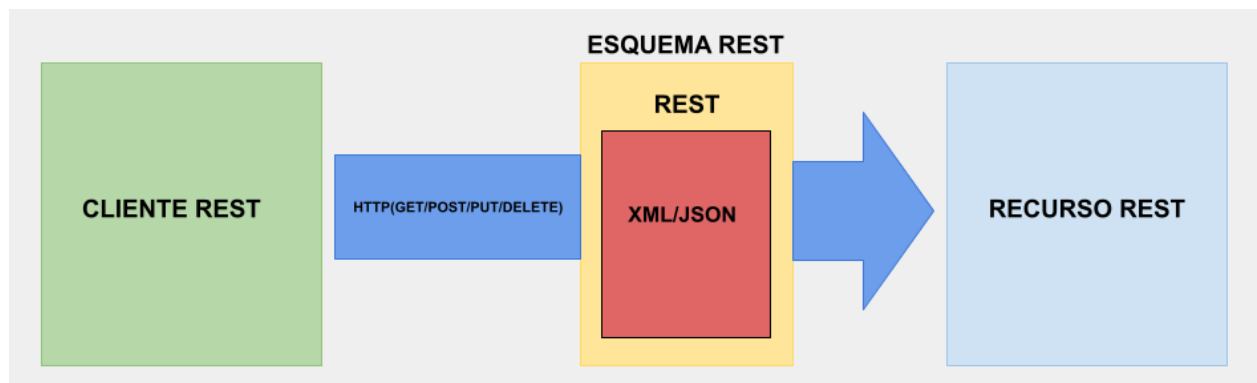 ESQUEMA REST
REST
CLIENTE REST
HTTP(GET/POST/PUT/DELETE)
XML/JSON
RECURSO REST